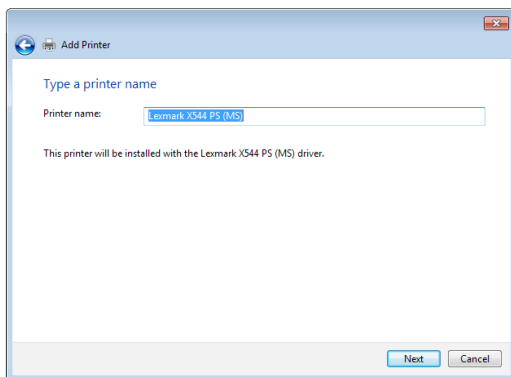 Add Printer
Type a printer name
Printer name: Lexmark X544 PS (MS)
This printer will be installed with the Lexmark X544 PS (MS) driver.
Next Cancel